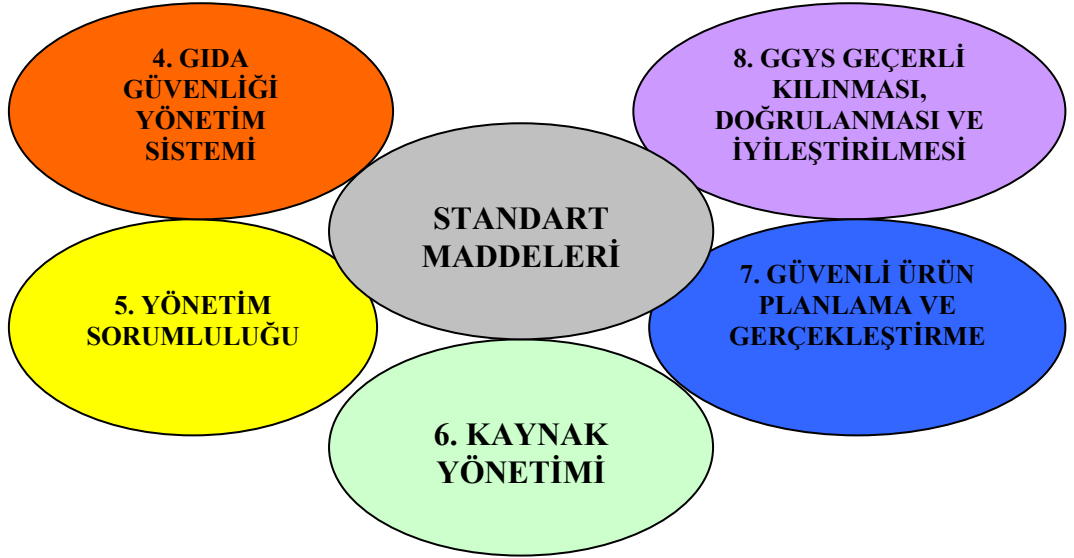 4. GIDA
GÜVENLİĞİ
YÖNETİM
SİSTEMİ
8. GGYS GEÇERLİ
KILINMASI,
DOĞRULANMASI VE
İYİLEŞTİRİLMESİ
STANDART
MADDELERİ
5. YÖNETİM
SORUMLULUĞU
7. GÜVENLİ ÜRÜN
PLANLAMA VE
GERÇEKLEŞTİRME
6. KAYNAK
YÖNETİMİ